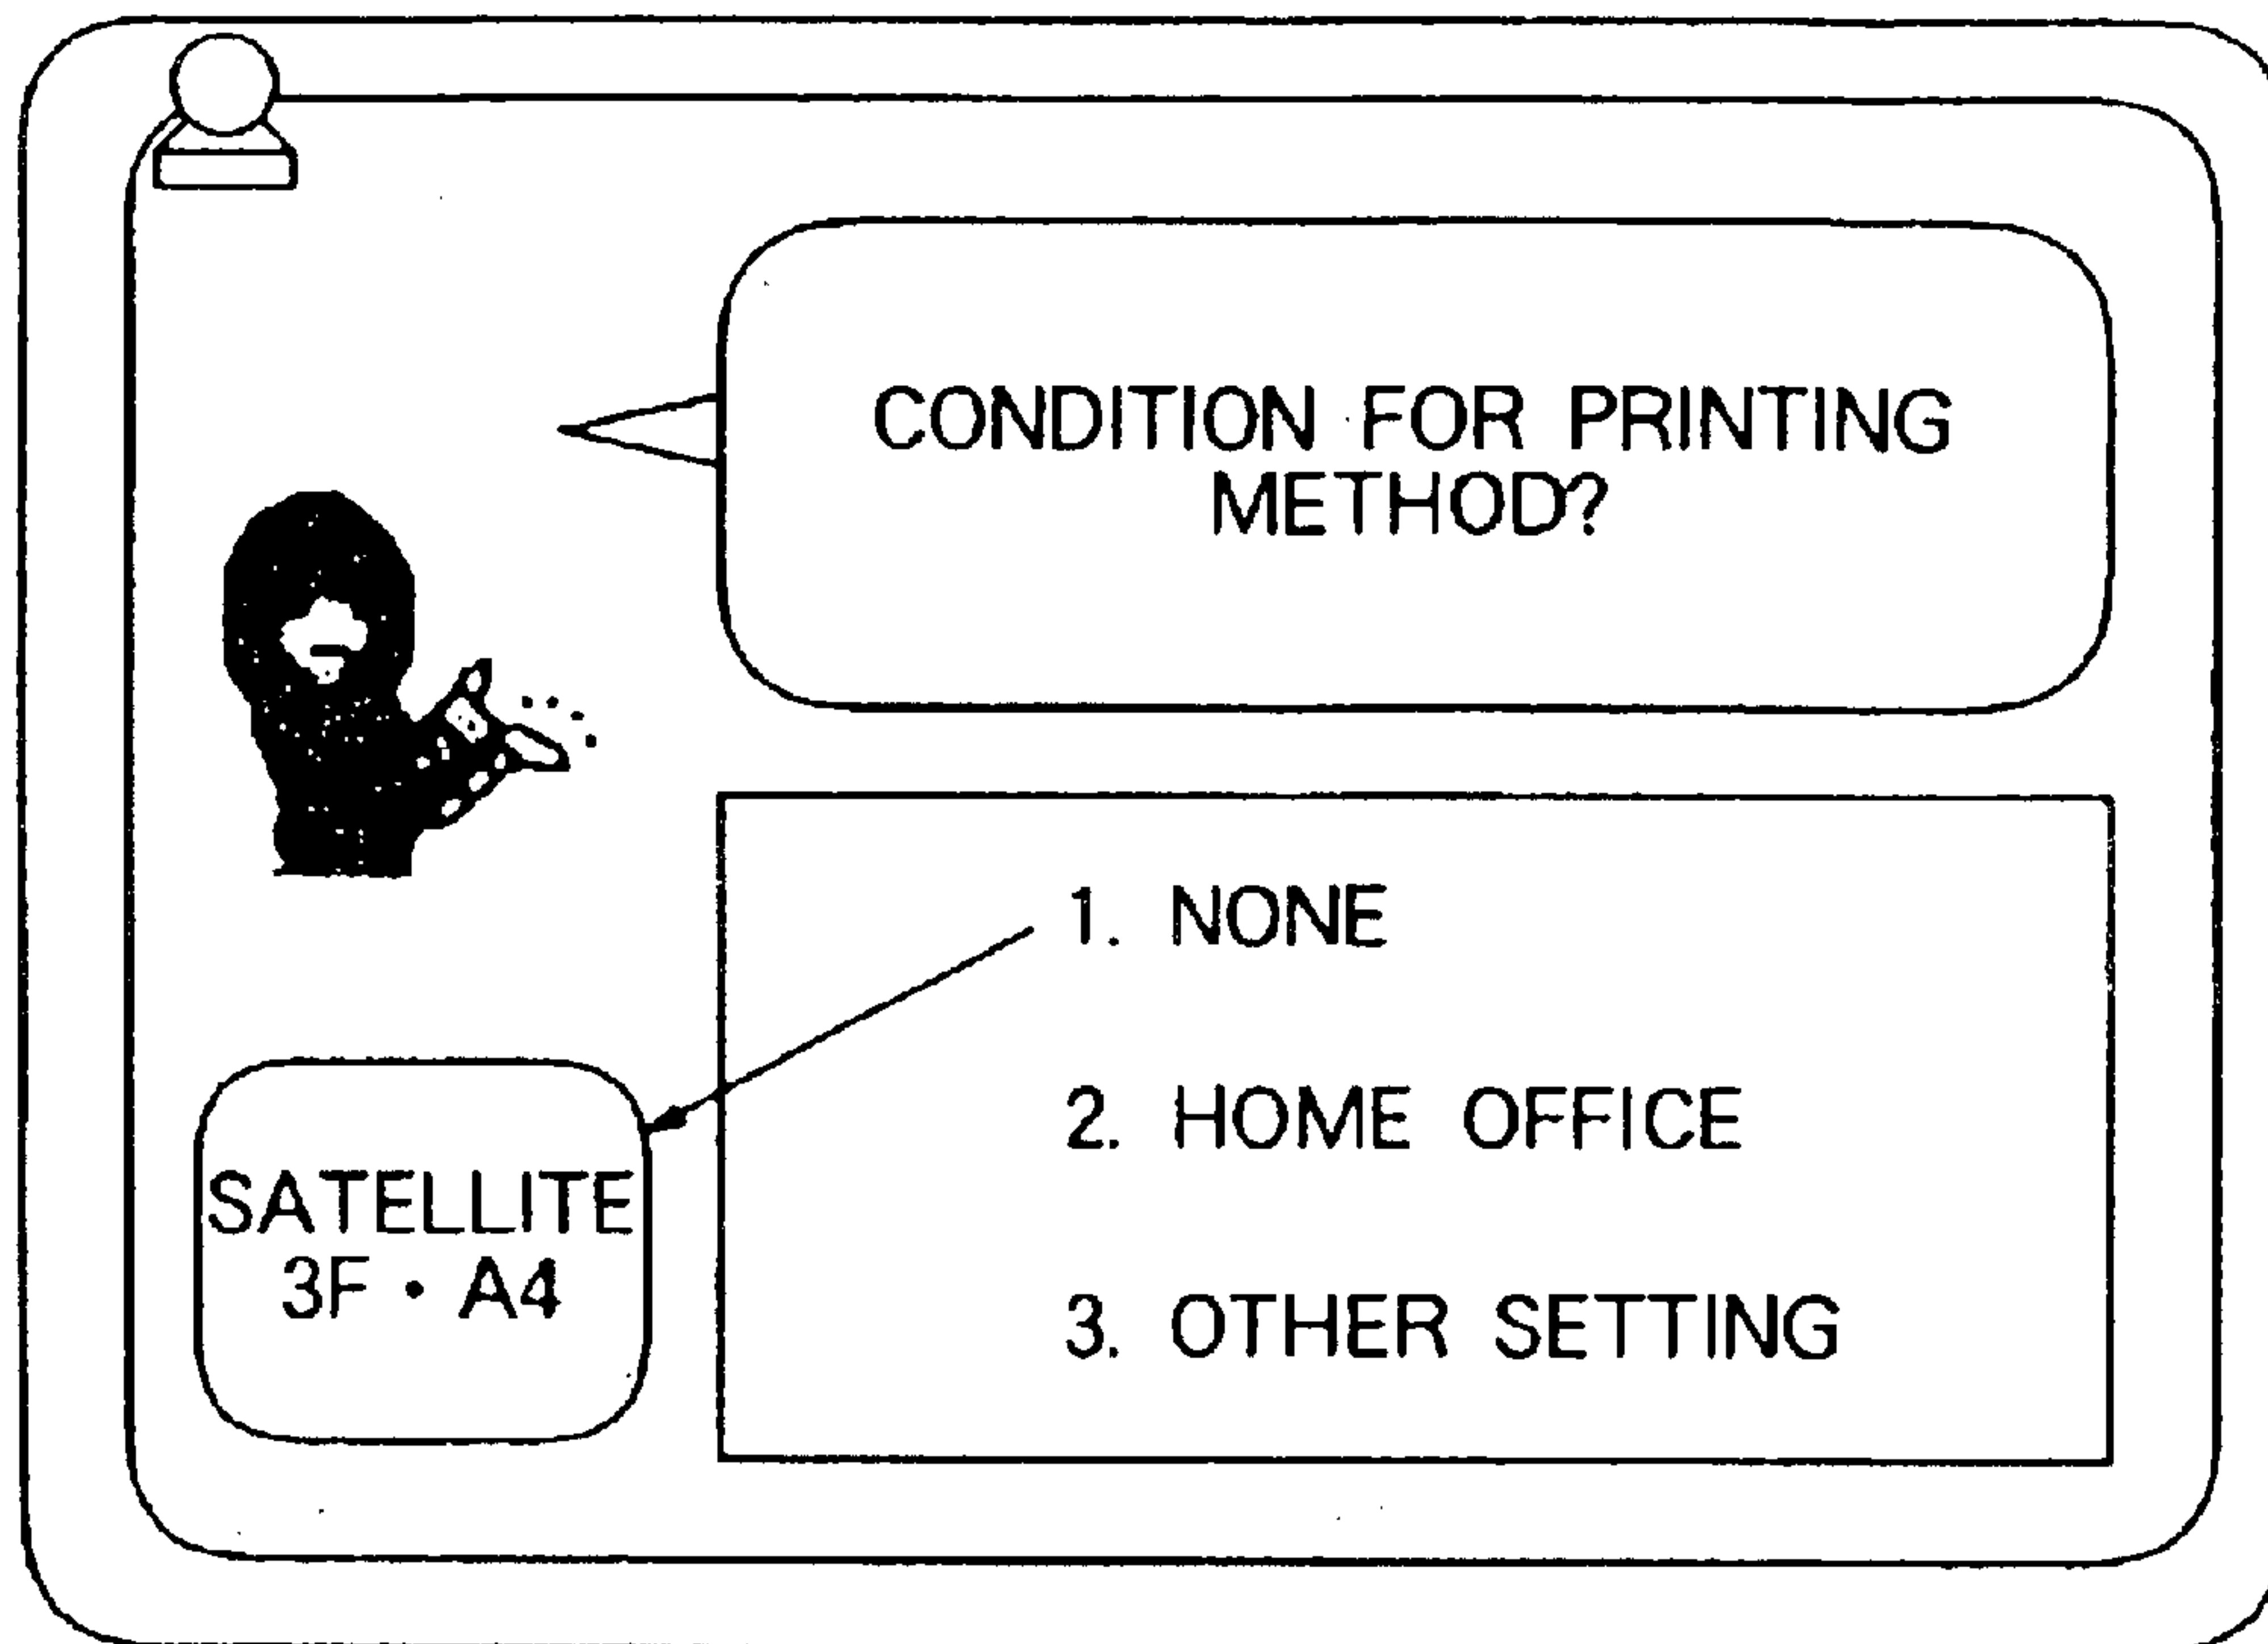 CONDITION FOR PRINTING
METHOD?
1. NONE
2. HOME OFFICE
3. OTHER SETTING
SATELLITE
3F • A4